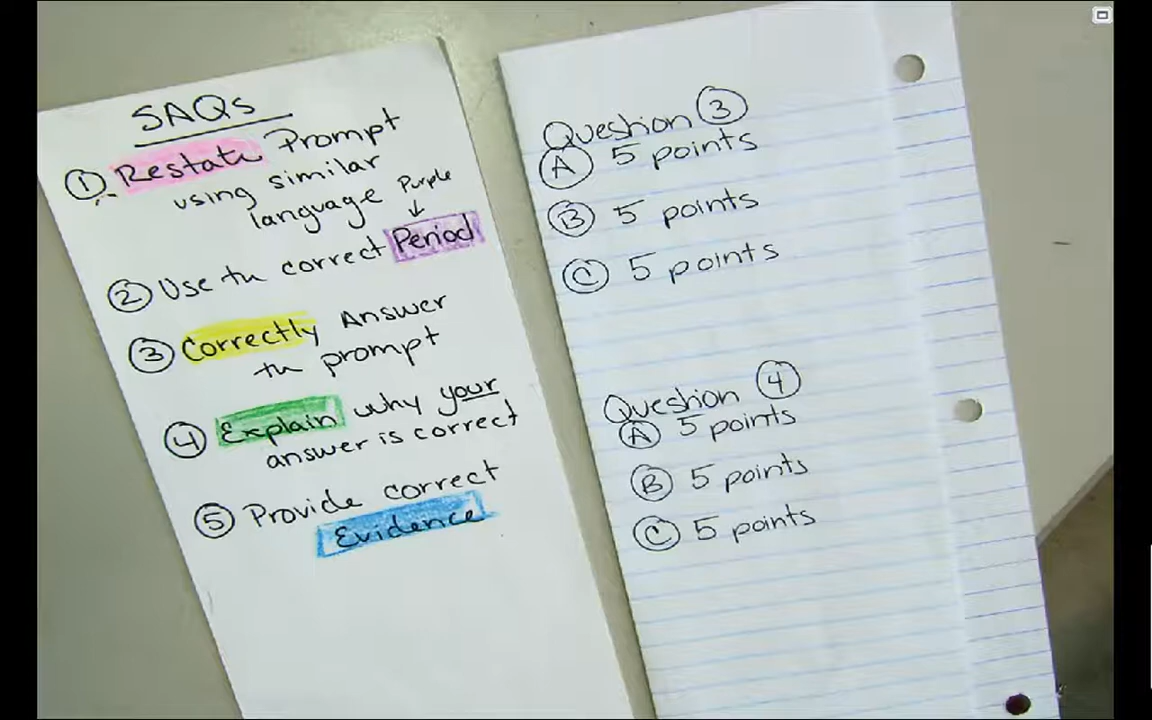 SAQs
① Restate Prompt
using similar
language
Purple
↓
② Use the correct Period
③ Correctly Answer
the prompt
④ Explain why your
answer is correct
⑤ Provide correct
Evidence
Question ③
Ⓐ 5 points
Ⓑ 5 points
Ⓒ 5 points
Question ④
Ⓐ 5 points
Ⓑ 5 points
Ⓒ 5 points